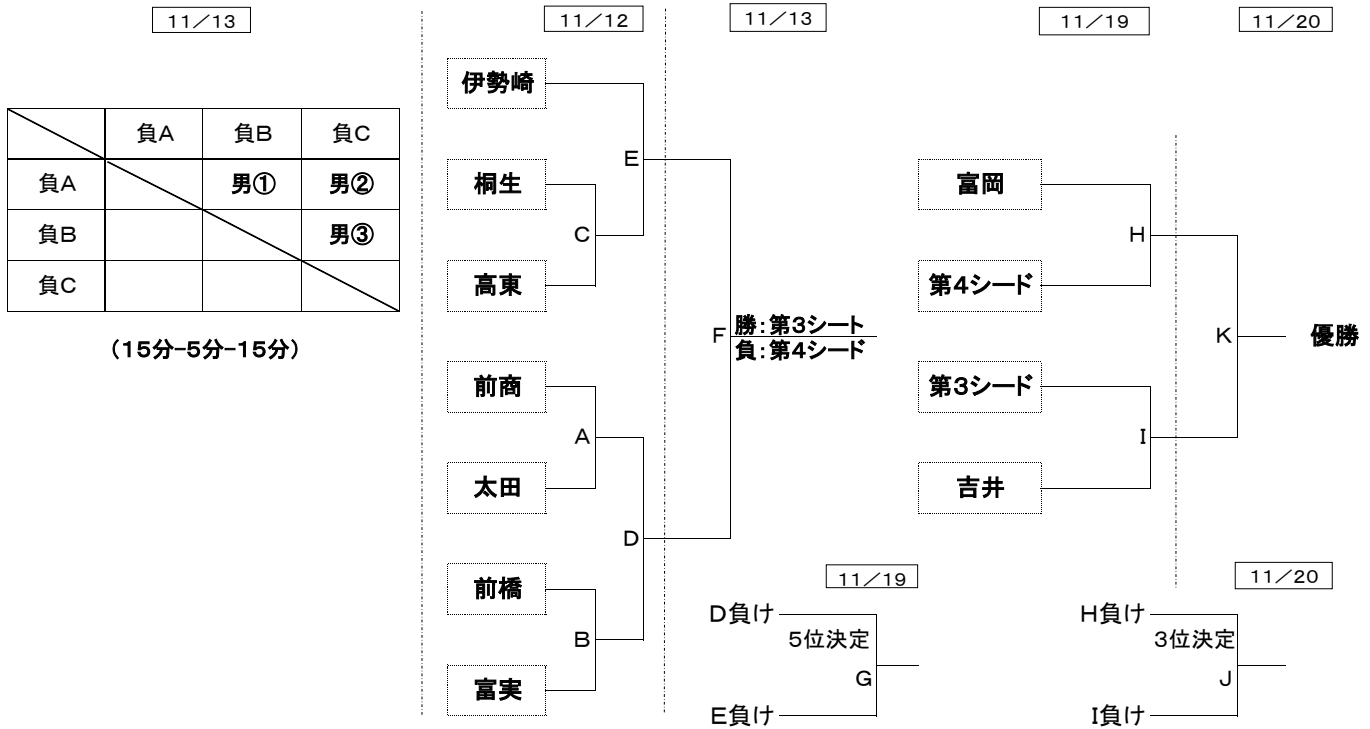 11／13
11／12
11／13
11／19
11／20
負A
負B
負C
負A
男①
男②
負B
男③
負C
（15分-5分-15分）
伊勢崎
E
桐生
C
高東
前商
A
太田
D
前橋
B
富実
F
勝：第3シート
負：第4シード
富岡
H
第4シード
K
優勝
第3シード
I
吉井
11／19
D負け
5位決定
G
E負け
11／20
H負け
3位決定
J
I負け